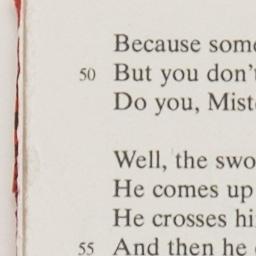 Because some
50 But you don't
Do you, Mist
Well, the swo
He comes up
He crosses hi
55 And then he